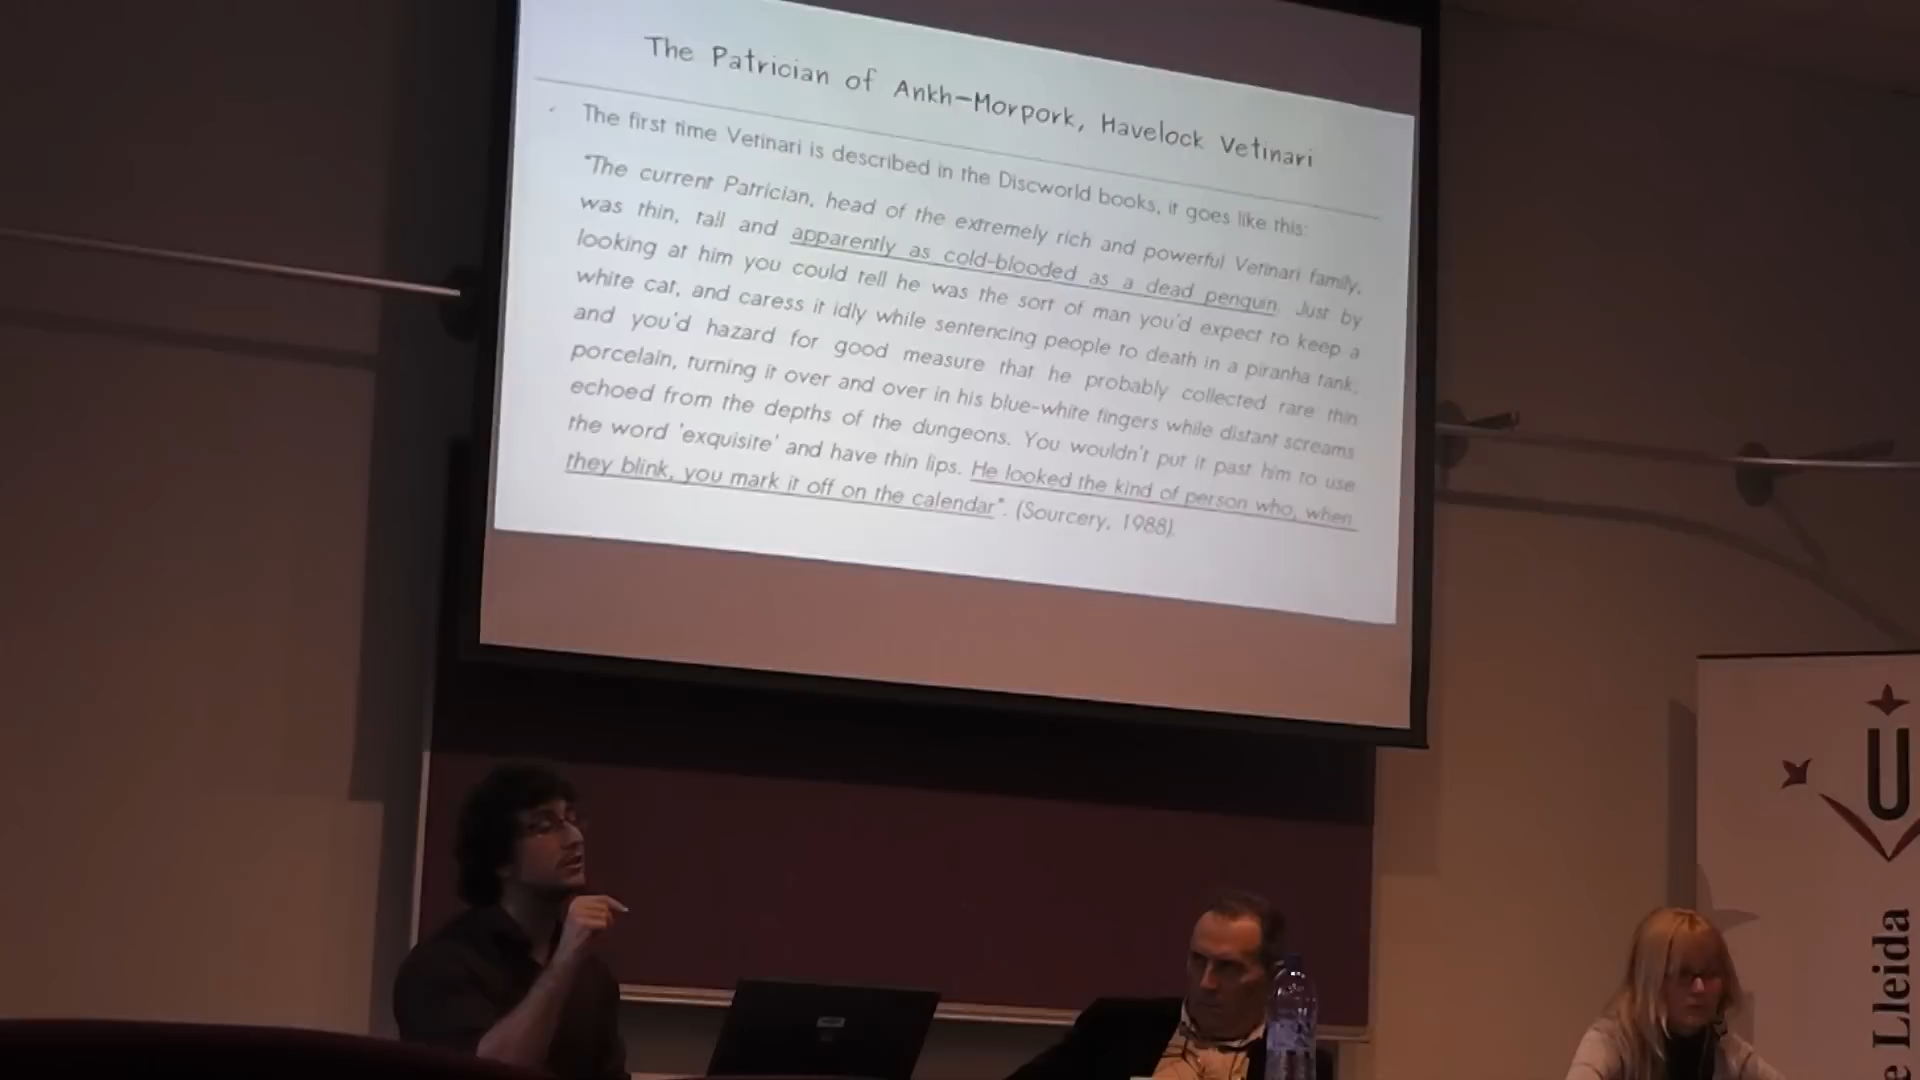 The Patrician of Ankh-Morpork, Havelock Vetinari
The first time Vetinari is described in the Discworld books, it goes like this:
"The current Patrician, head of the extremely rich and powerful Vetinari family,
was thin, tall and apparently as cold-blooded as a dead penguin. Just by
looking at him you could tell he was the sort of man you'd expect to keep a
white cat, and caress it idly while sentencing people to death in a piranha tank;
and you'd hazard for good measure that he probably collected rare thin
porcelain, turning it over and over in his blue-white fingers while distant screams
echoed from the depths of the dungeons. You wouldn't put it past him to use
the word 'exquisite' and have thin lips. He looked the kind of person who, when
they blink, you mark it off on the calendar". (Sourcery, 1988).
U
e Lleida